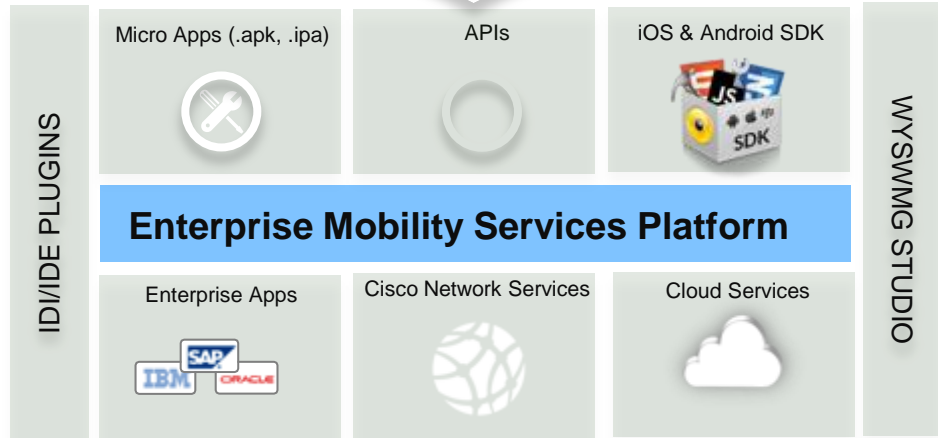 Micro Apps (.apk, .ipa)
APIs
iOS & Android SDK
JS
SDK
IDI/IDE PLUGINS
WYSWMG STUDIO
Enterprise Mobility Services Platform
Enterprise Apps
Cisco Network Services
Cloud Services
SAP
IBM
ORACLE